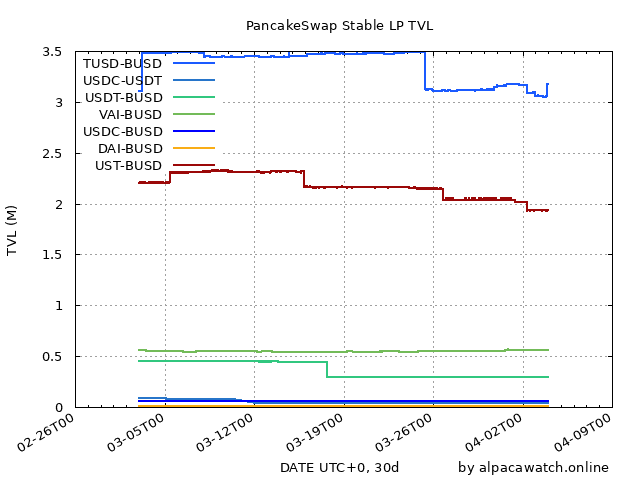 PancakeSwap Stable LP TVL
3.5
3
2.5
2
1.5
1
0.5
0
TVL (M)
TUSD-BUSD
USDC-USDT
USDT-BUSD
VAI-BUSD
USDC-BUSD
DAI-BUSD
UST-BUSD
02-26T00
03-05T00
03-12T00
03-19T00
03-26T00
04-02T00
04-09T00
DATE UTC+0, 30d
by alpacawatch.online